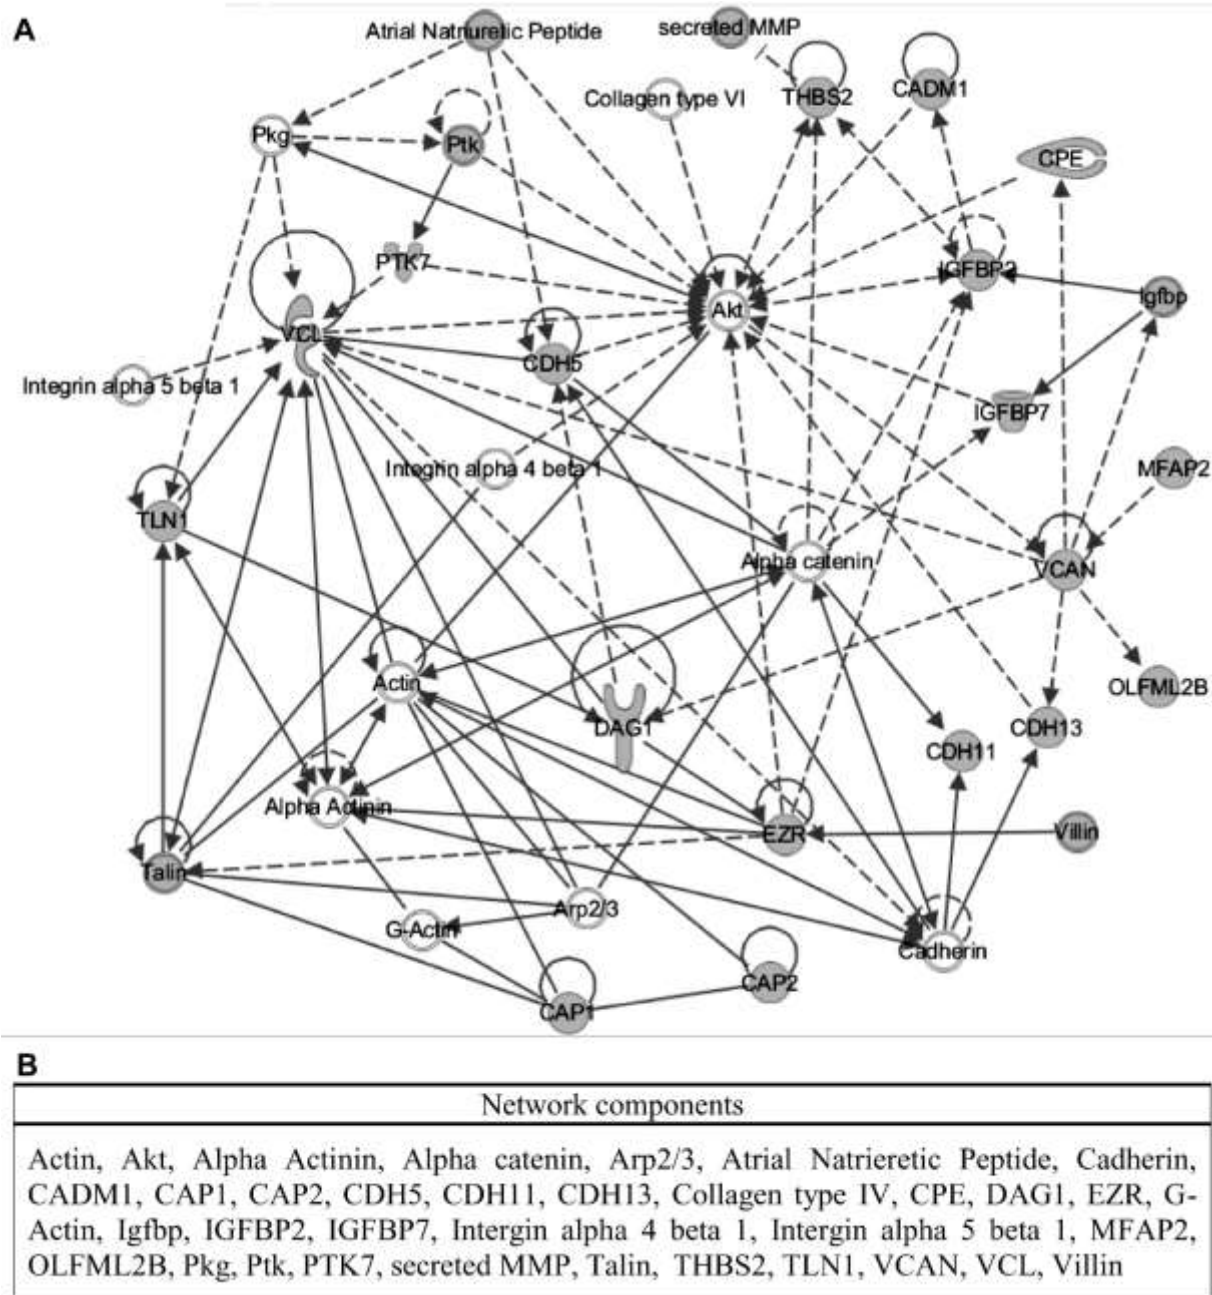 A
Atrial Natriuretic Peptide
secreted MMP
Collagen type VI
THBS2
CADM1
Pkg
Ptk
CPE
PTK7
IGFBP2
Igfbp
Akt
VCL
CDH5
Integrin alpha 5 beta 1
IGFBP7
Integrin alpha 4 beta 1
MFAP2
TLN1
Alpha catenin
VCAN
Actin
OLFML2B
DAG1
CDH13
CDH11
Alpha Actinin
EZR
Villin
Talin
Arp2/3
G-Actin
Cadherin
CAP2
CAP1
B
Network components
Actin, Akt, Alpha Actinin, Alpha catenin, Arp2/3, Atrial Natrieretic Peptide, Cadherin,
CADM1, CAP1, CAP2, CDH5, CDH11, CDH13, Collagen type IV, CPE, DAG1, EZR, G-
Actin, Igfbp, IGFBP2, IGFBP7, Intergin alpha 4 beta 1, Intergin alpha 5 beta 1, MFAP2,
OLFML2B, Pkg, Ptk, PTK7, secreted MMP, Talin, THBS2, TLN1, VCAN, VCL, Villin